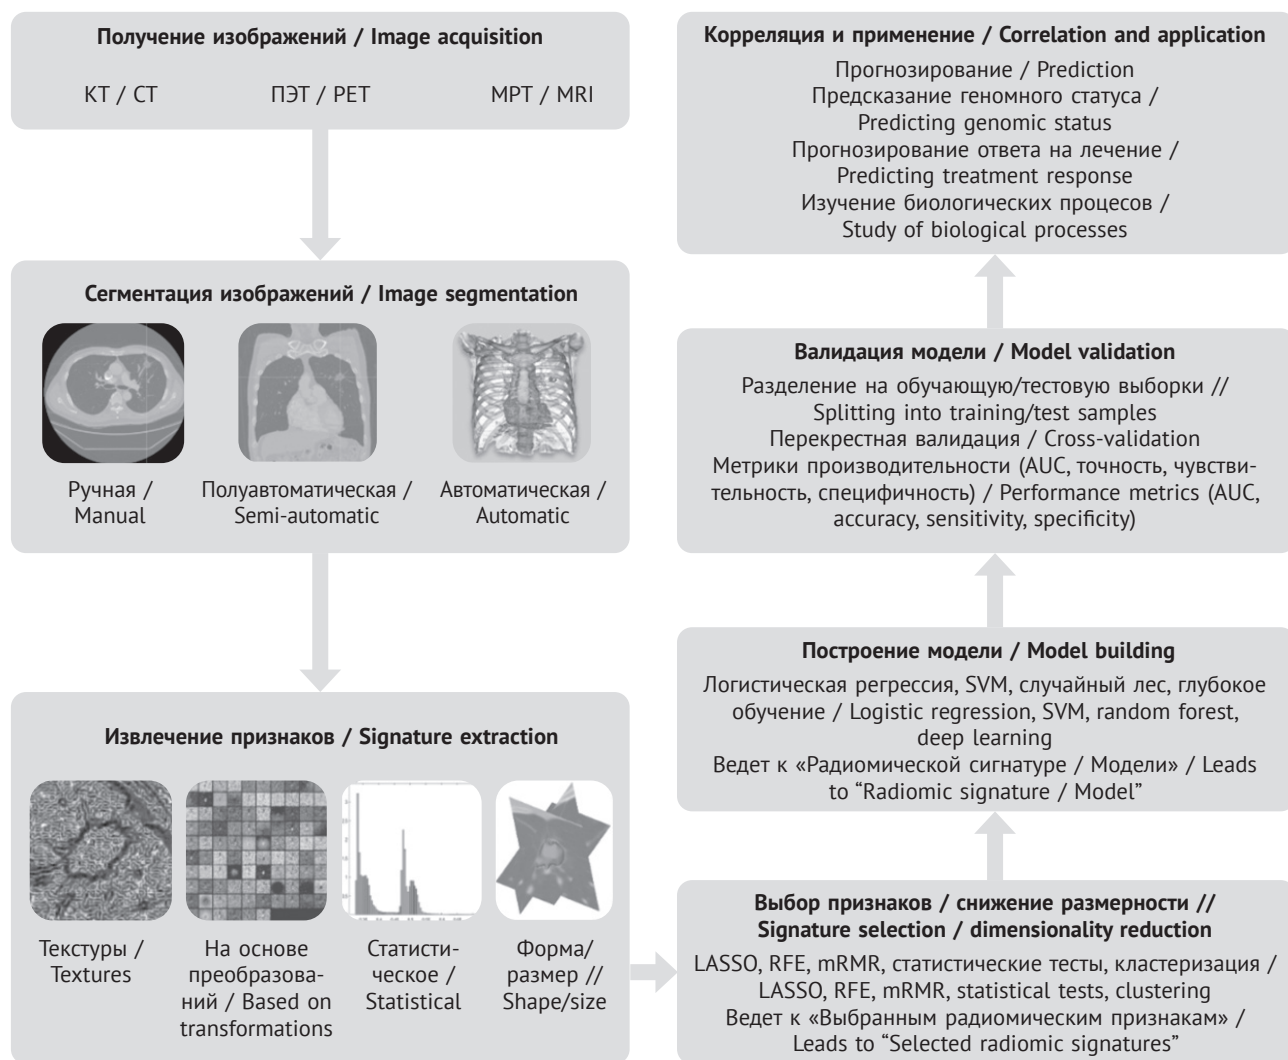 Получение изображений / Image acquisition
КТ / CT
ПЭТ / PET
МРТ / MRI
Сегментация изображений / Image segmentation
Ручная /
Manual
Полуавтоматическая /
Semi-automatic
Автоматическая /
Automatic
Извлечение признаков / Signature extraction
Текстуры /
Textures
На основе
преобразова-
ний / Based on
transformations
Статисти-
ческое /
Statistical
Форма/
размер //
Shape/size
Выбор признаков / снижение размерности //
Signature selection / dimensionality reduction
LASSO, RFE, mRMR, статистические тесты, кластеризация /
LASSO, RFE, mRMR, statistical tests, clustering
Ведет к «Выбранным радиомическим признакам» /
Leads to “Selected radiomic signatures”
Построение модели / Model building
Логистическая регрессия, SVM, случайный лес, глубокое
обучение / Logistic regression, SVM, random forest,
deep learning
Ведет к «Радиомической сигнатуре / Модели» / Leads
to “Radiomic signature / Model”
Валидация модели / Model validation
Разделение на обучающую/тестовую выборки //
Splitting into training/test samples
Перекрестная валидация / Cross-validation
Метрики производительности (AUC, точность, чувстви-
тельность, специфичность) / Performance metrics (AUC,
accuracy, sensitivity, specificity)
Корреляция и применение / Correlation and application
Прогнозирование / Prediction
Предсказание геномного статуса /
Predicting genomic status
Прогнозирование ответа на лечение /
Predicting treatment response
Изучение биологических процесов /
Study of biological processes